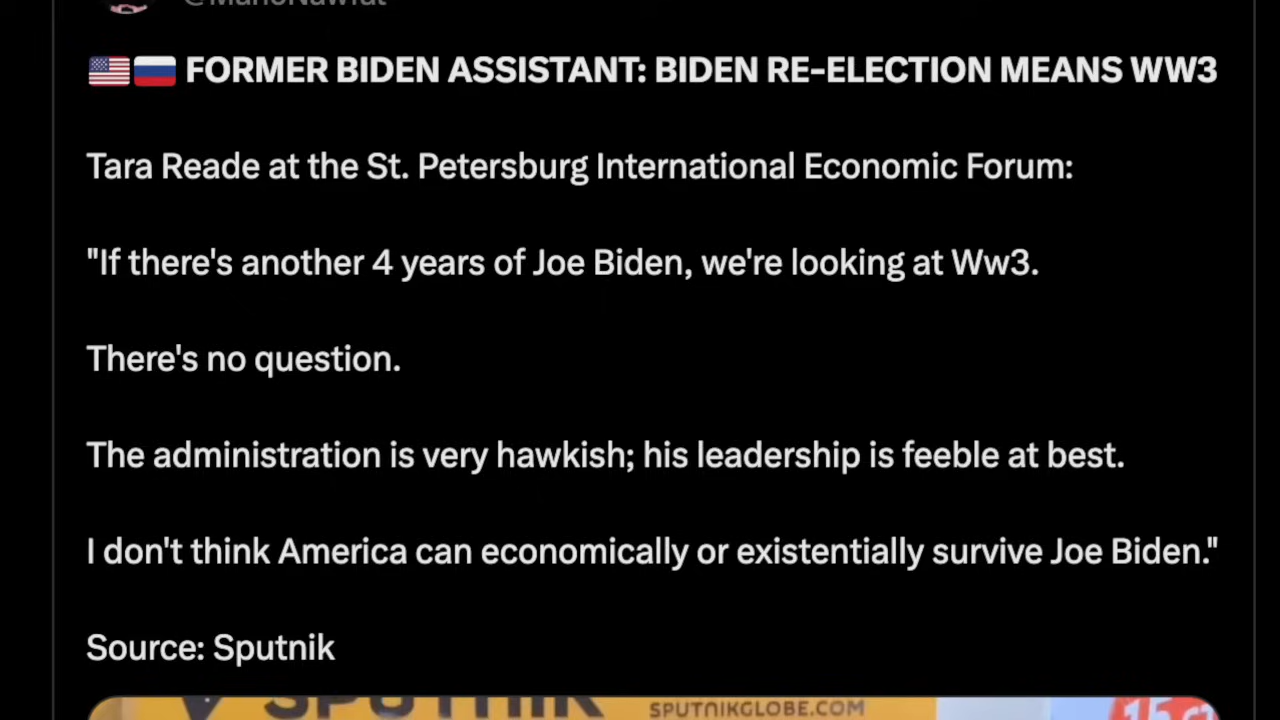 @MarioNawfal
🇺🇸🇷🇺 FORMER BIDEN ASSISTANT: BIDEN RE-ELECTION MEANS WW3
Tara Reade at the St. Petersburg International Economic Forum:
"If there's another 4 years of Joe Biden, we're looking at Ww3.
There's no question.
The administration is very hawkish; his leadership is feeble at best.
I don't think America can economically or existentially survive Joe Biden."
Source: Sputnik
SPUTNIK
SPUTNIKGLOBE.COM